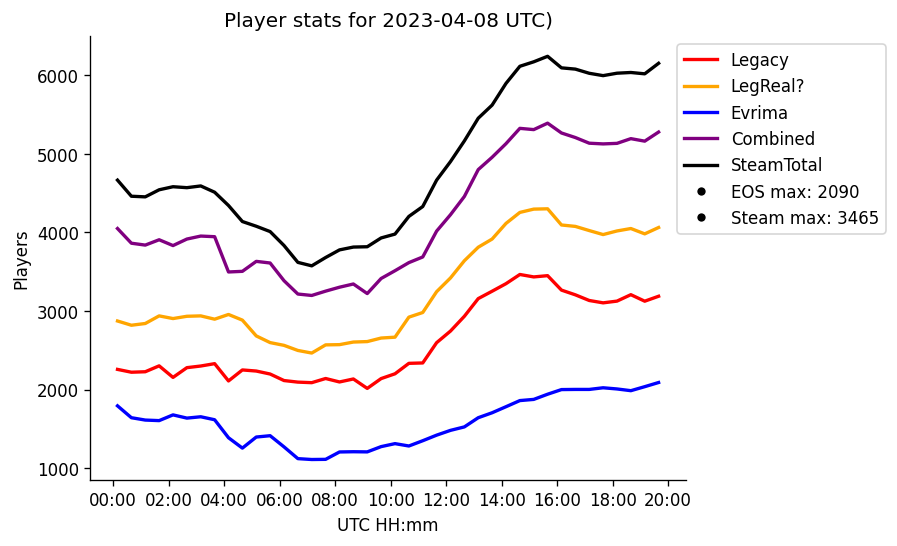 Player stats for 2023-04-08 UTC)
Players
6000
5000
4000
3000
2000
1000
00:00 02:00 04:00 06:00 08:00 10:00 12:00 14:00 16:00 18:00 20:00
UTC HH:mm
Legacy
LegReal?
Evrima
Combined
SteamTotal
EOS max: 2090
Steam max: 3465